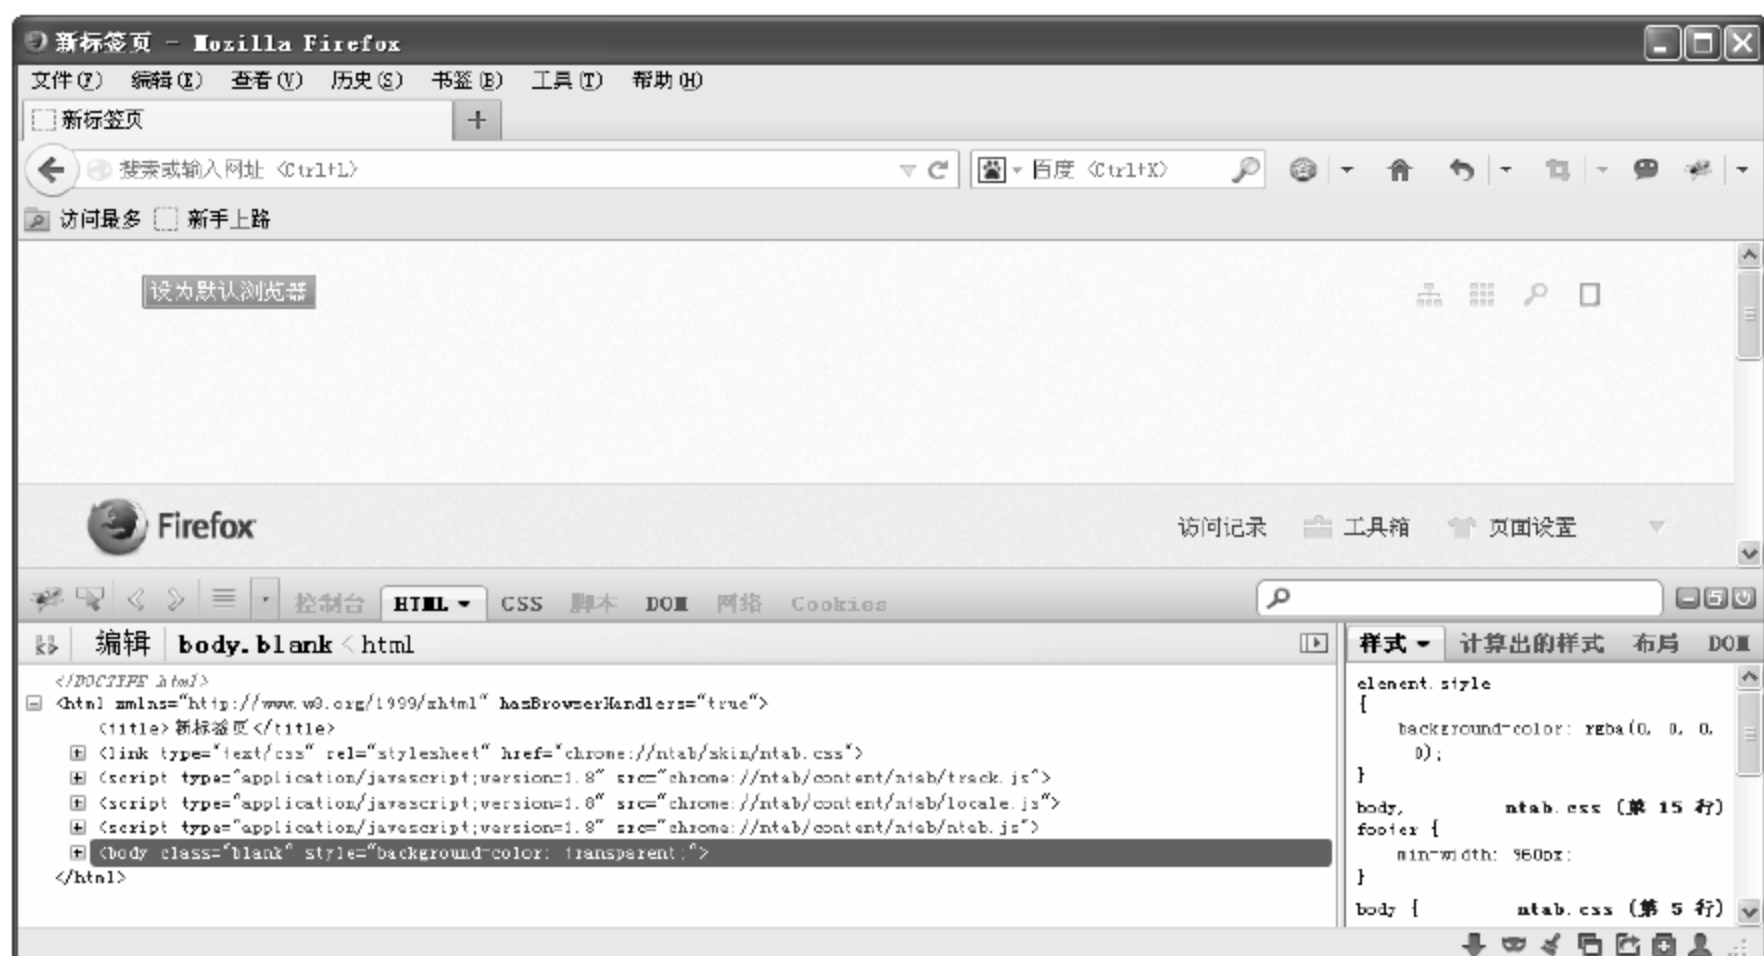 新标签页 - Mozilla Firefox
文件(F) 编辑(E) 查看(V) 历史(S) 书签(B) 工具(T) 帮助(H)
新标签页 +
搜索或输入网址 <Ctrl+L> 百度 <Ctrl+K>
访问最多 新手上路
设为默认浏览器
Firefox 访问记录 工具箱 页面设置
控制台 HTML CSS 脚本 DOM 网络 Cookies
编辑 body.blank < html 样式 计算出的样式 布局 DOM
<!DOCTYPE html>
<html xmlns="http://www.w3.org/1999/xhtml" hasBrowserHandlers="true">
<title>新标签页</title>
<link type="text/css" rel="stylesheet" href="chrome://ntab/skin/ntab.css">
<script type="application/javascript;version=1.8" src="chrome://ntab/content/ntab/track.js">
<script type="application/javascript;version=1.8" src="chrome://ntab/content/ntab/locale.js">
<script type="application/javascript;version=1.8" src="chrome://ntab/content/ntab/ntab.js">
<body class="blank" style="background-color: transparent;">
</html>
element.style
{
background-color: rgba(0, 0, 0,
0);
}
body, ntab.css (第 15 行)
footer {
min-width: 960px;
}
body { ntab.css (第 5 行)